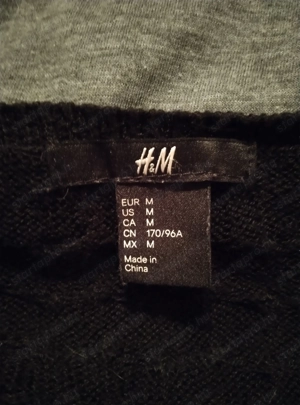 H&M
EUR M
US M
CA M
CN 170/96A
MX M
Made in
China